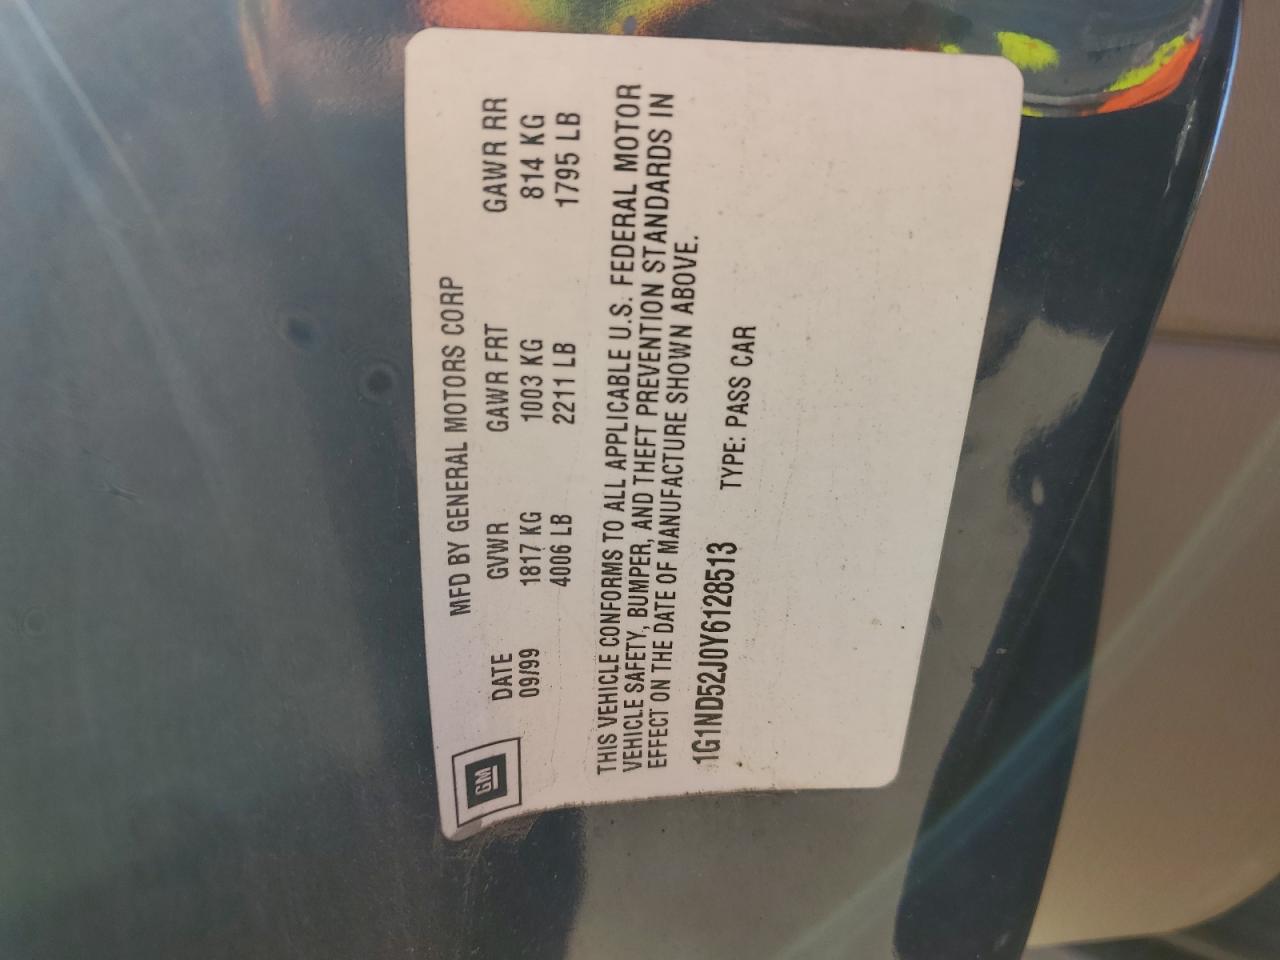 GM
MFD BY GENERAL MOTORS CORP
DATE GVWR GAWR FRT GAWR RR
09/99 1817 KG 1003 KG 814 KG
4006 LB 2211 LB 1795 LB
THIS VEHICLE CONFORMS TO ALL APPLICABLE U.S. FEDERAL MOTOR
VEHICLE SAFETY, BUMPER, AND THEFT PREVENTION STANDARDS IN
EFFECT ON THE DATE OF MANUFACTURE SHOWN ABOVE.
1G1ND52J0Y6128513 TYPE: PASS CAR